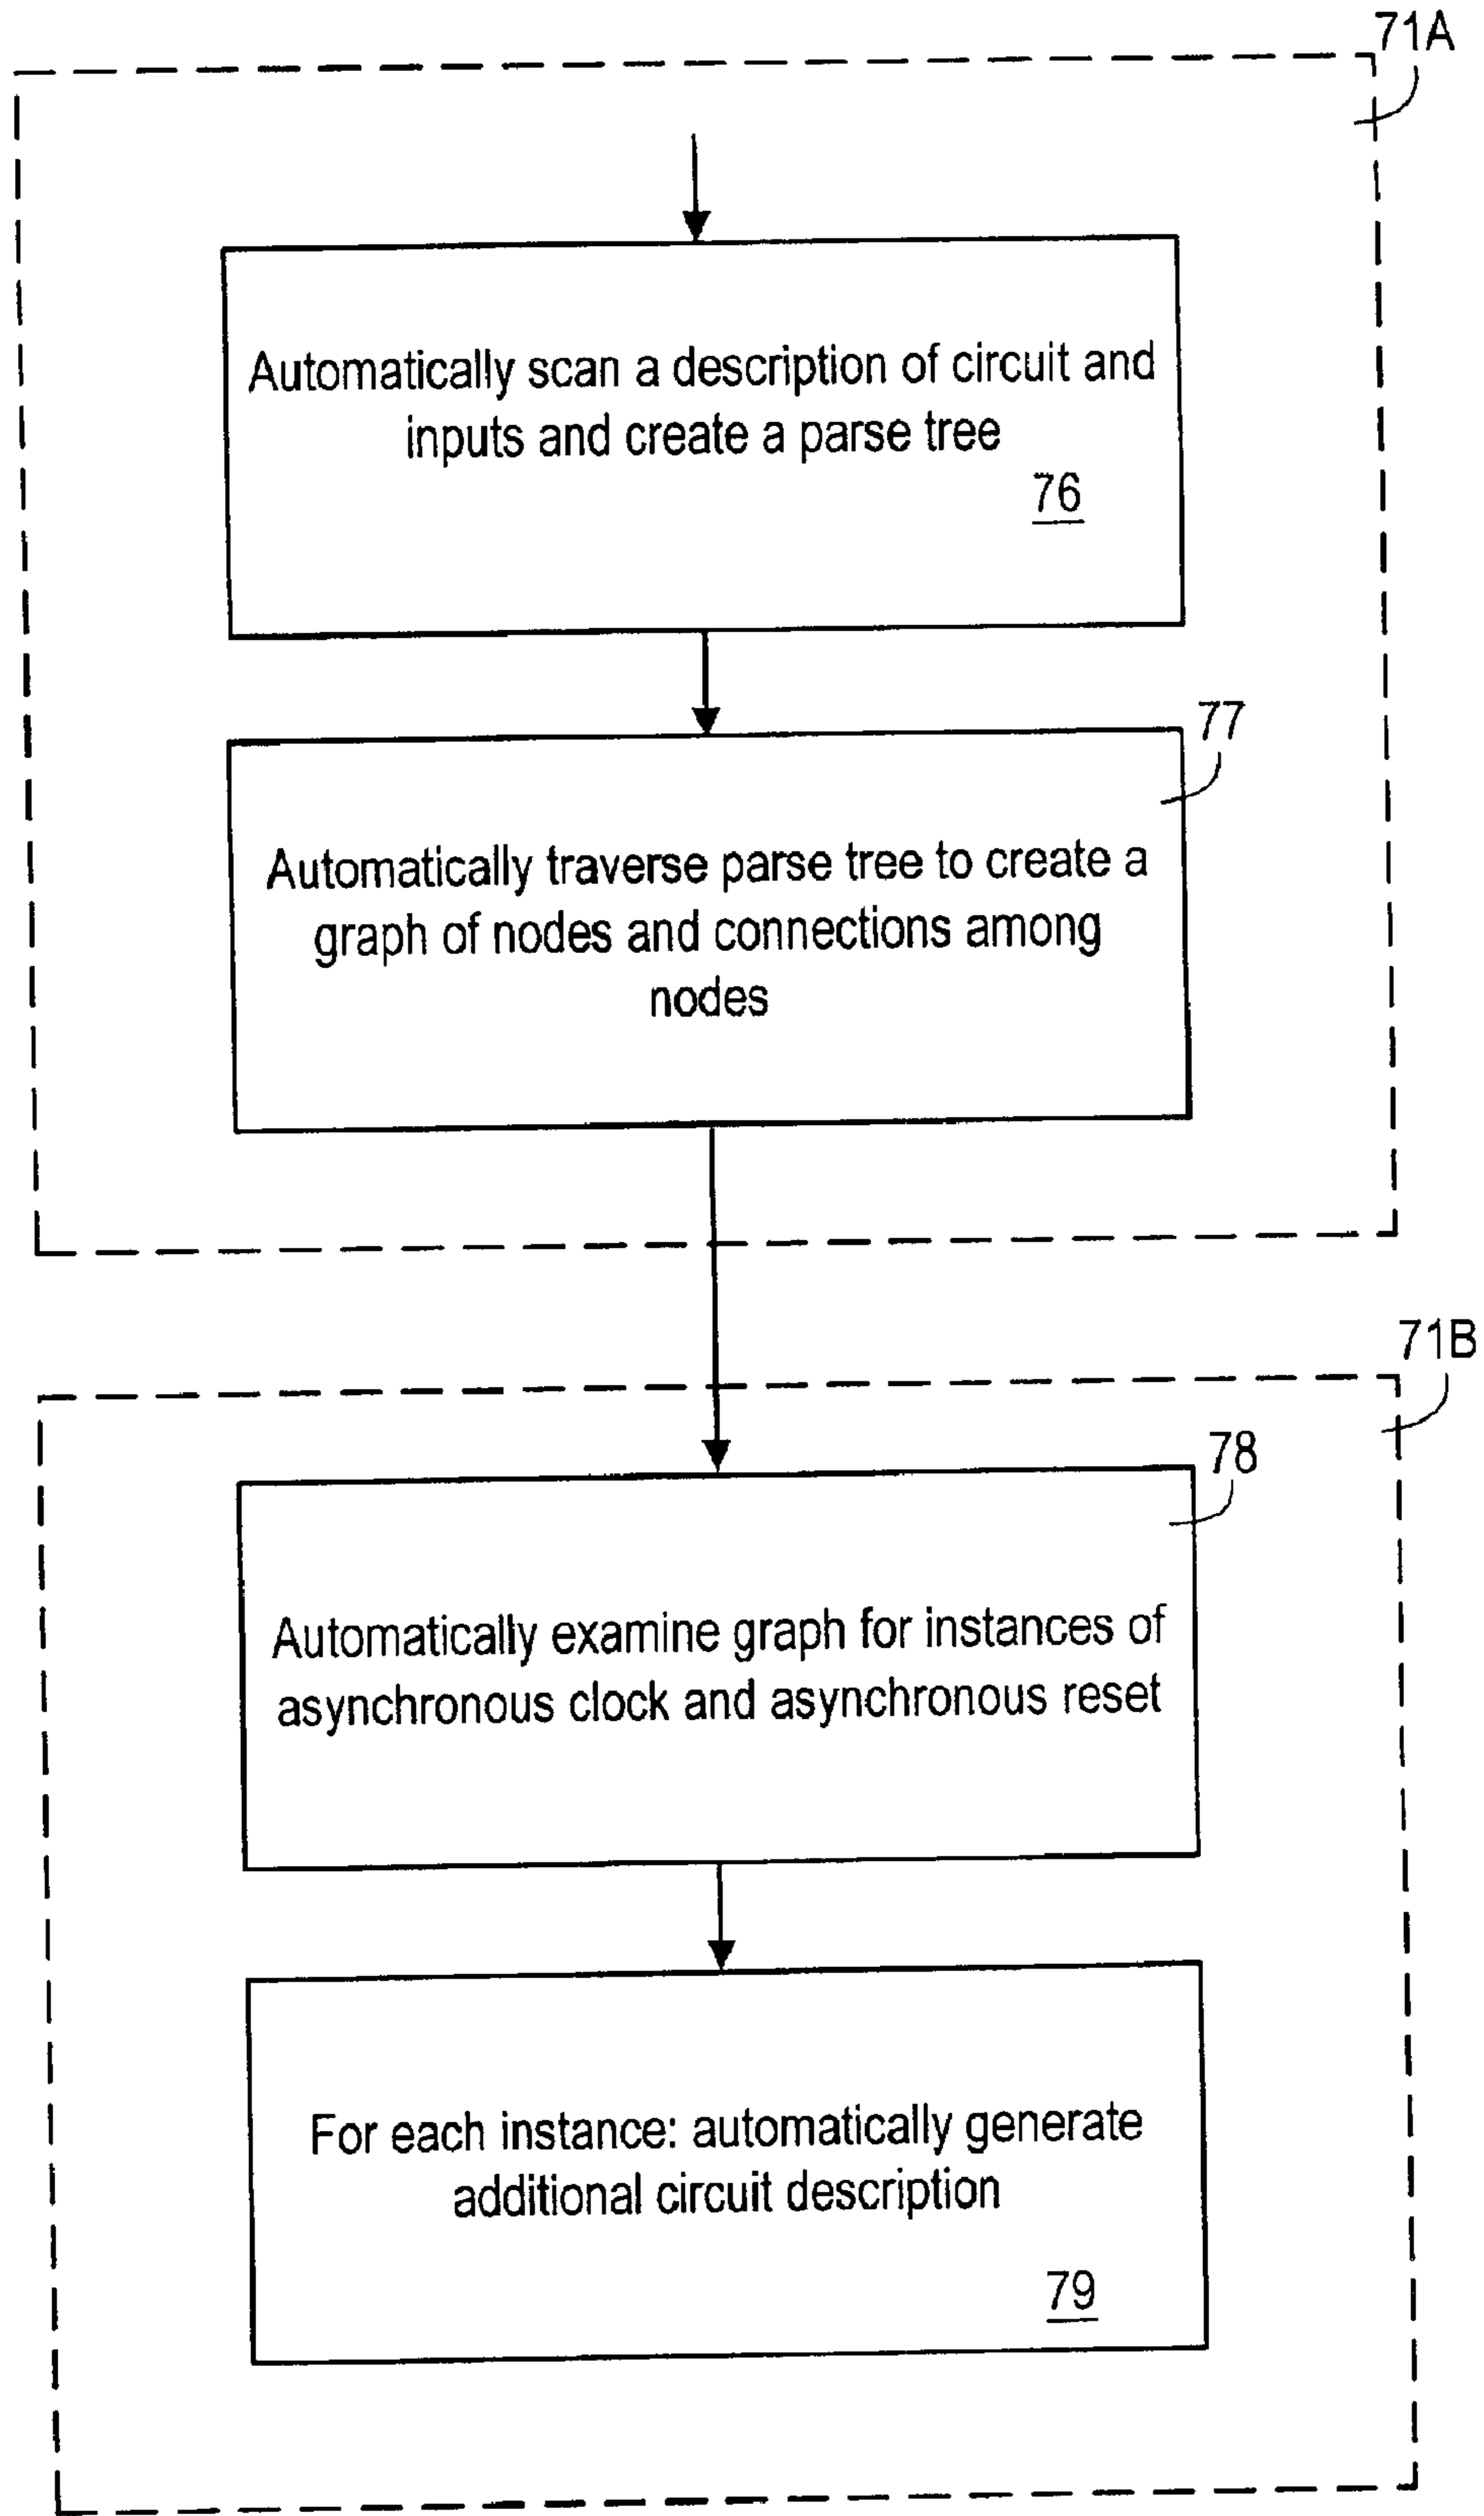 71A
Automatically scan a description of circuit and
inputs and create a parse tree
76
77
Automatically traverse parse tree to create a
graph of nodes and connections among
nodes
71B
78
Automatically examine graph for instances of
asynchronous clock and asynchronous reset
For each instance: automatically generate
additional circuit description
79